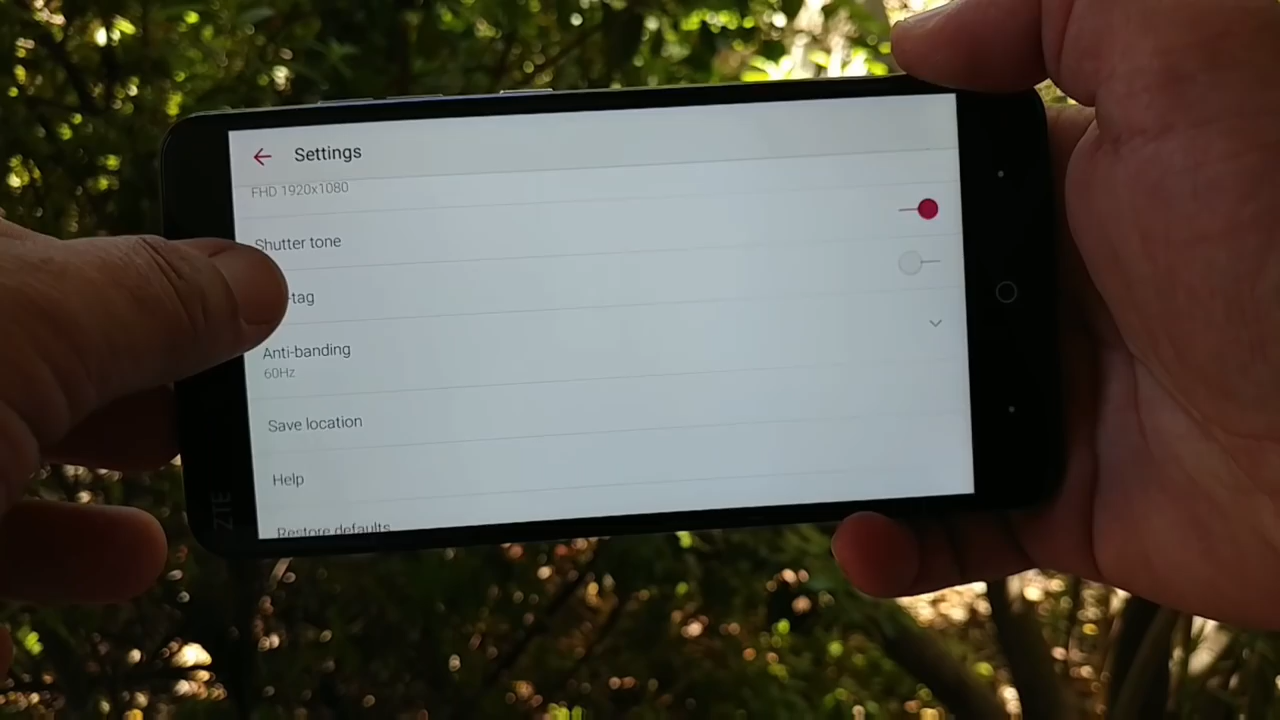 Settings
FHD 1920x1080
Shutter tone
-tag
Anti-banding
60Hz
Save location
Help
Restore defaults
ZTE